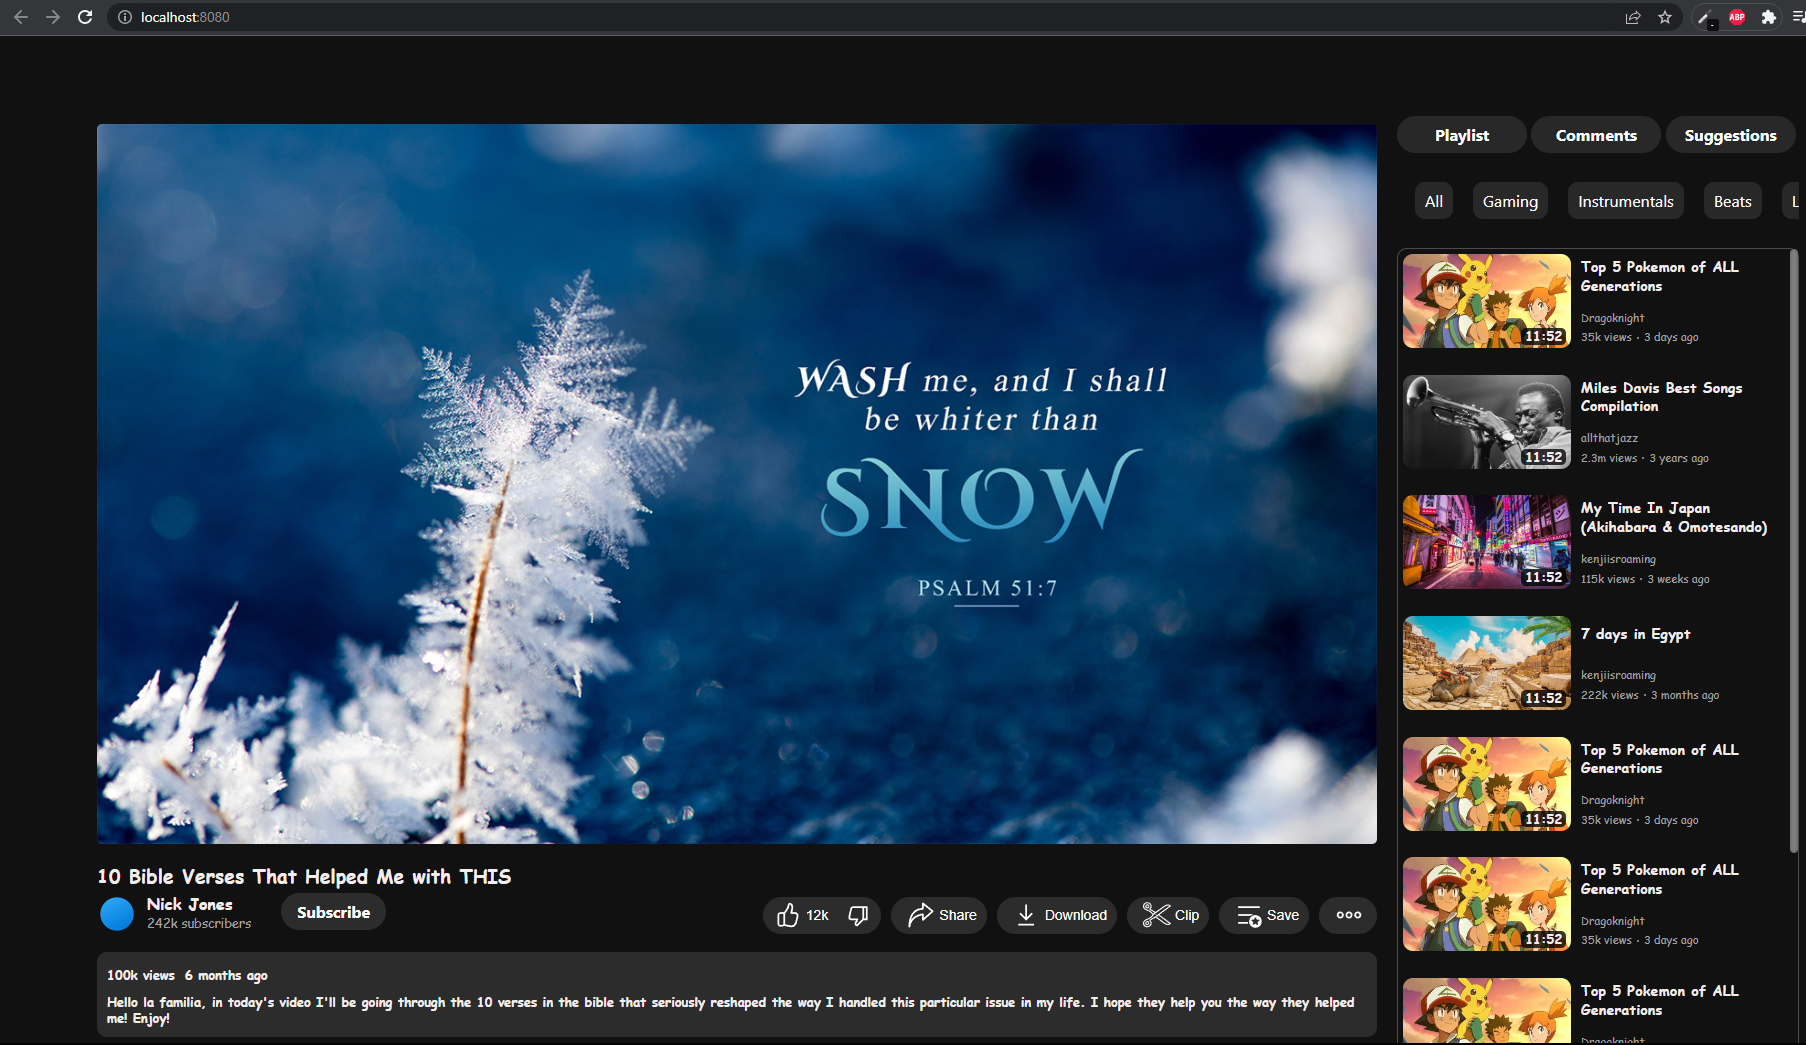 localhost:8080
ABP
WASH me, and I shall
be whiter than
SNOW
PSALM 51:7
10 Bible Verses That Helped Me with THIS
Nick Jones
242k subscribers
Subscribe
12k
Share
Download
Clip
Save
100k views 6 months ago
Hello la familia, in today's video I'll be going through the 10 verses in the bible that seriously reshaped the way I handled this particular issue in my life. I hope they help you the way they helped
me! Enjoy!
Playlist
Comments
Suggestions
All
Gaming
Instrumentals
Beats
L
Top 5 Pokemon of ALL
Generations
Dragoknight
35k views • 3 days ago
11:52
Miles Davis Best Songs
Compilation
allthatjazz
2.3m views • 3 years ago
11:52
My Time In Japan
(Akihabara & Omotesando)
kenjiisroaming
115k views • 3 weeks ago
11:52
7 days in Egypt
kenjiisroaming
222k views • 3 months ago
11:52
Top 5 Pokemon of ALL
Generations
Dragoknight
35k views • 3 days ago
11:52
Top 5 Pokemon of ALL
Generations
Dragoknight
35k views • 3 days ago
11:52
Top 5 Pokemon of ALL
Generations
Dragoknight